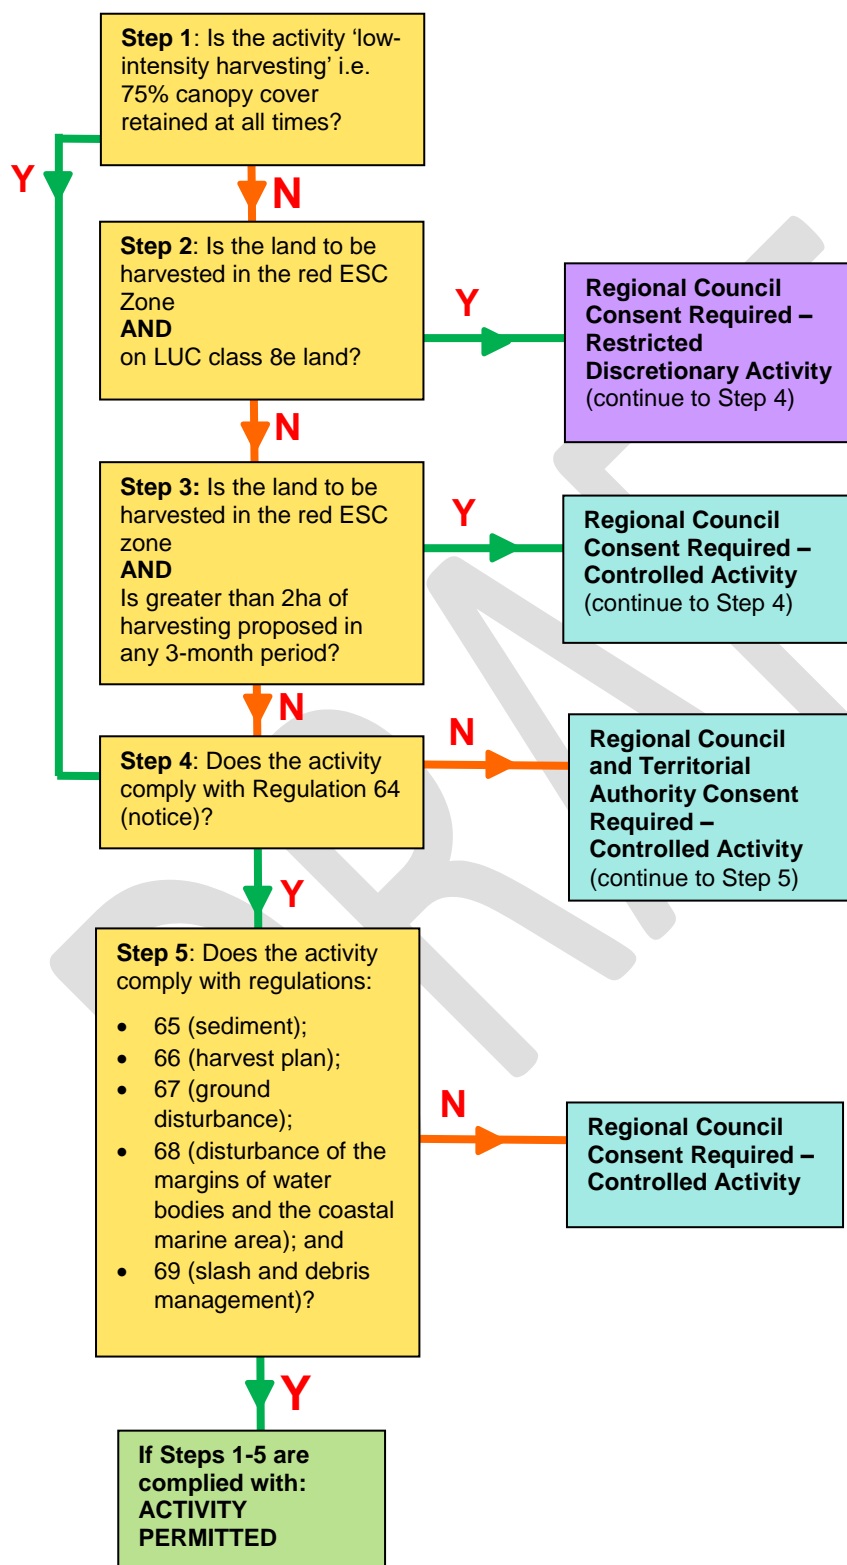 Step 1: Is the activity ‘low-
intensity harvesting’ i.e.
75% canopy cover
retained at all times?
Y
N
Step 2: Is the land to be
harvested in the red ESC
Zone
AND
on LUC class 8e land?
Y
Regional Council
Consent Required –
Restricted
Discretionary Activity
(continue to Step 4)
N
Step 3: Is the land to be
harvested in the red ESC
zone
AND
Is greater than 2ha of
harvesting proposed in
any 3-month period?
Y
Regional Council
Consent Required –
Controlled Activity
(continue to Step 4)
N
Step 4: Does the activity
comply with Regulation 64
(notice)?
N
Regional Council
and Territorial
Authority Consent
Required –
Controlled Activity
(continue to Step 5)
Y
Step 5: Does the activity
comply with regulations:
• 65 (sediment);
• 66 (harvest plan);
• 67 (ground
disturbance);
• 68 (disturbance of the
margins of water
bodies and the coastal
marine area); and
• 69 (slash and debris
management)?
N
Regional Council
Consent Required –
Controlled Activity
Y
If Steps 1-5 are
complied with:
ACTIVITY
PERMITTED
DRAFT